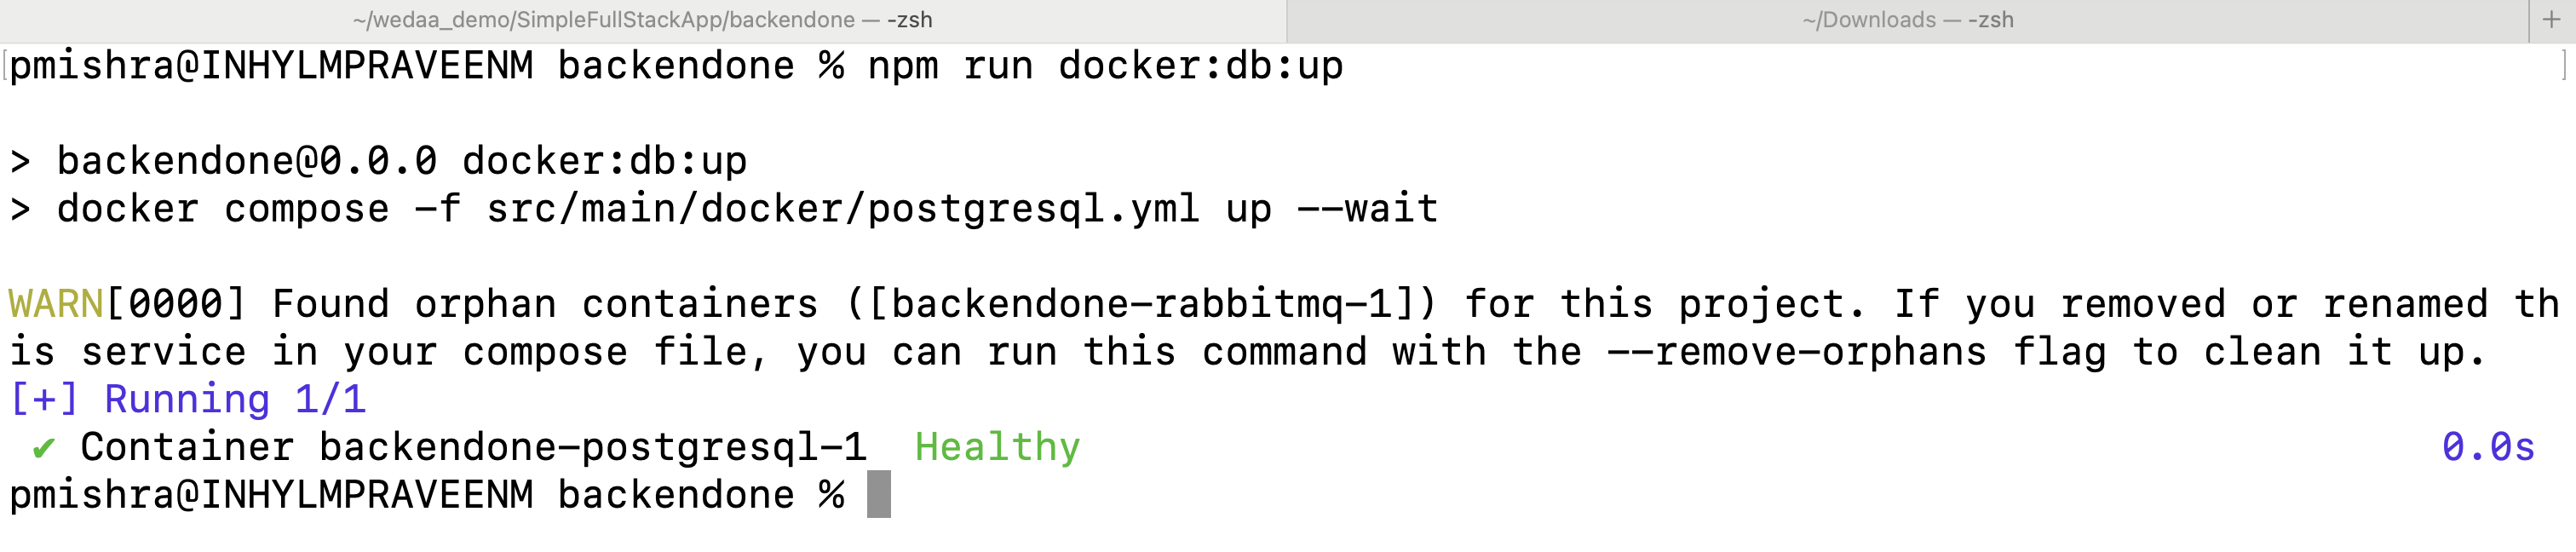 ~/wedaa_demo/SimpleFullStackApp/backendone — -zsh
~/Downloads — -zsh
+
[pmishra@INHYLMPRAVEENM backendone % npm run docker:db:up ]
> backendone@0.0.0 docker:db:up
> docker compose -f src/main/docker/postgresql.yml up --wait
WARN[0000] Found orphan containers ([backendone-rabbitmq-1]) for this project. If you removed or renamed th
is service in your compose file, you can run this command with the --remove-orphans flag to clean it up.
[+] Running 1/1
✔ Container backendone-postgresql-1  Healthy 0.0s
pmishra@INHYLMPRAVEENM backendone %